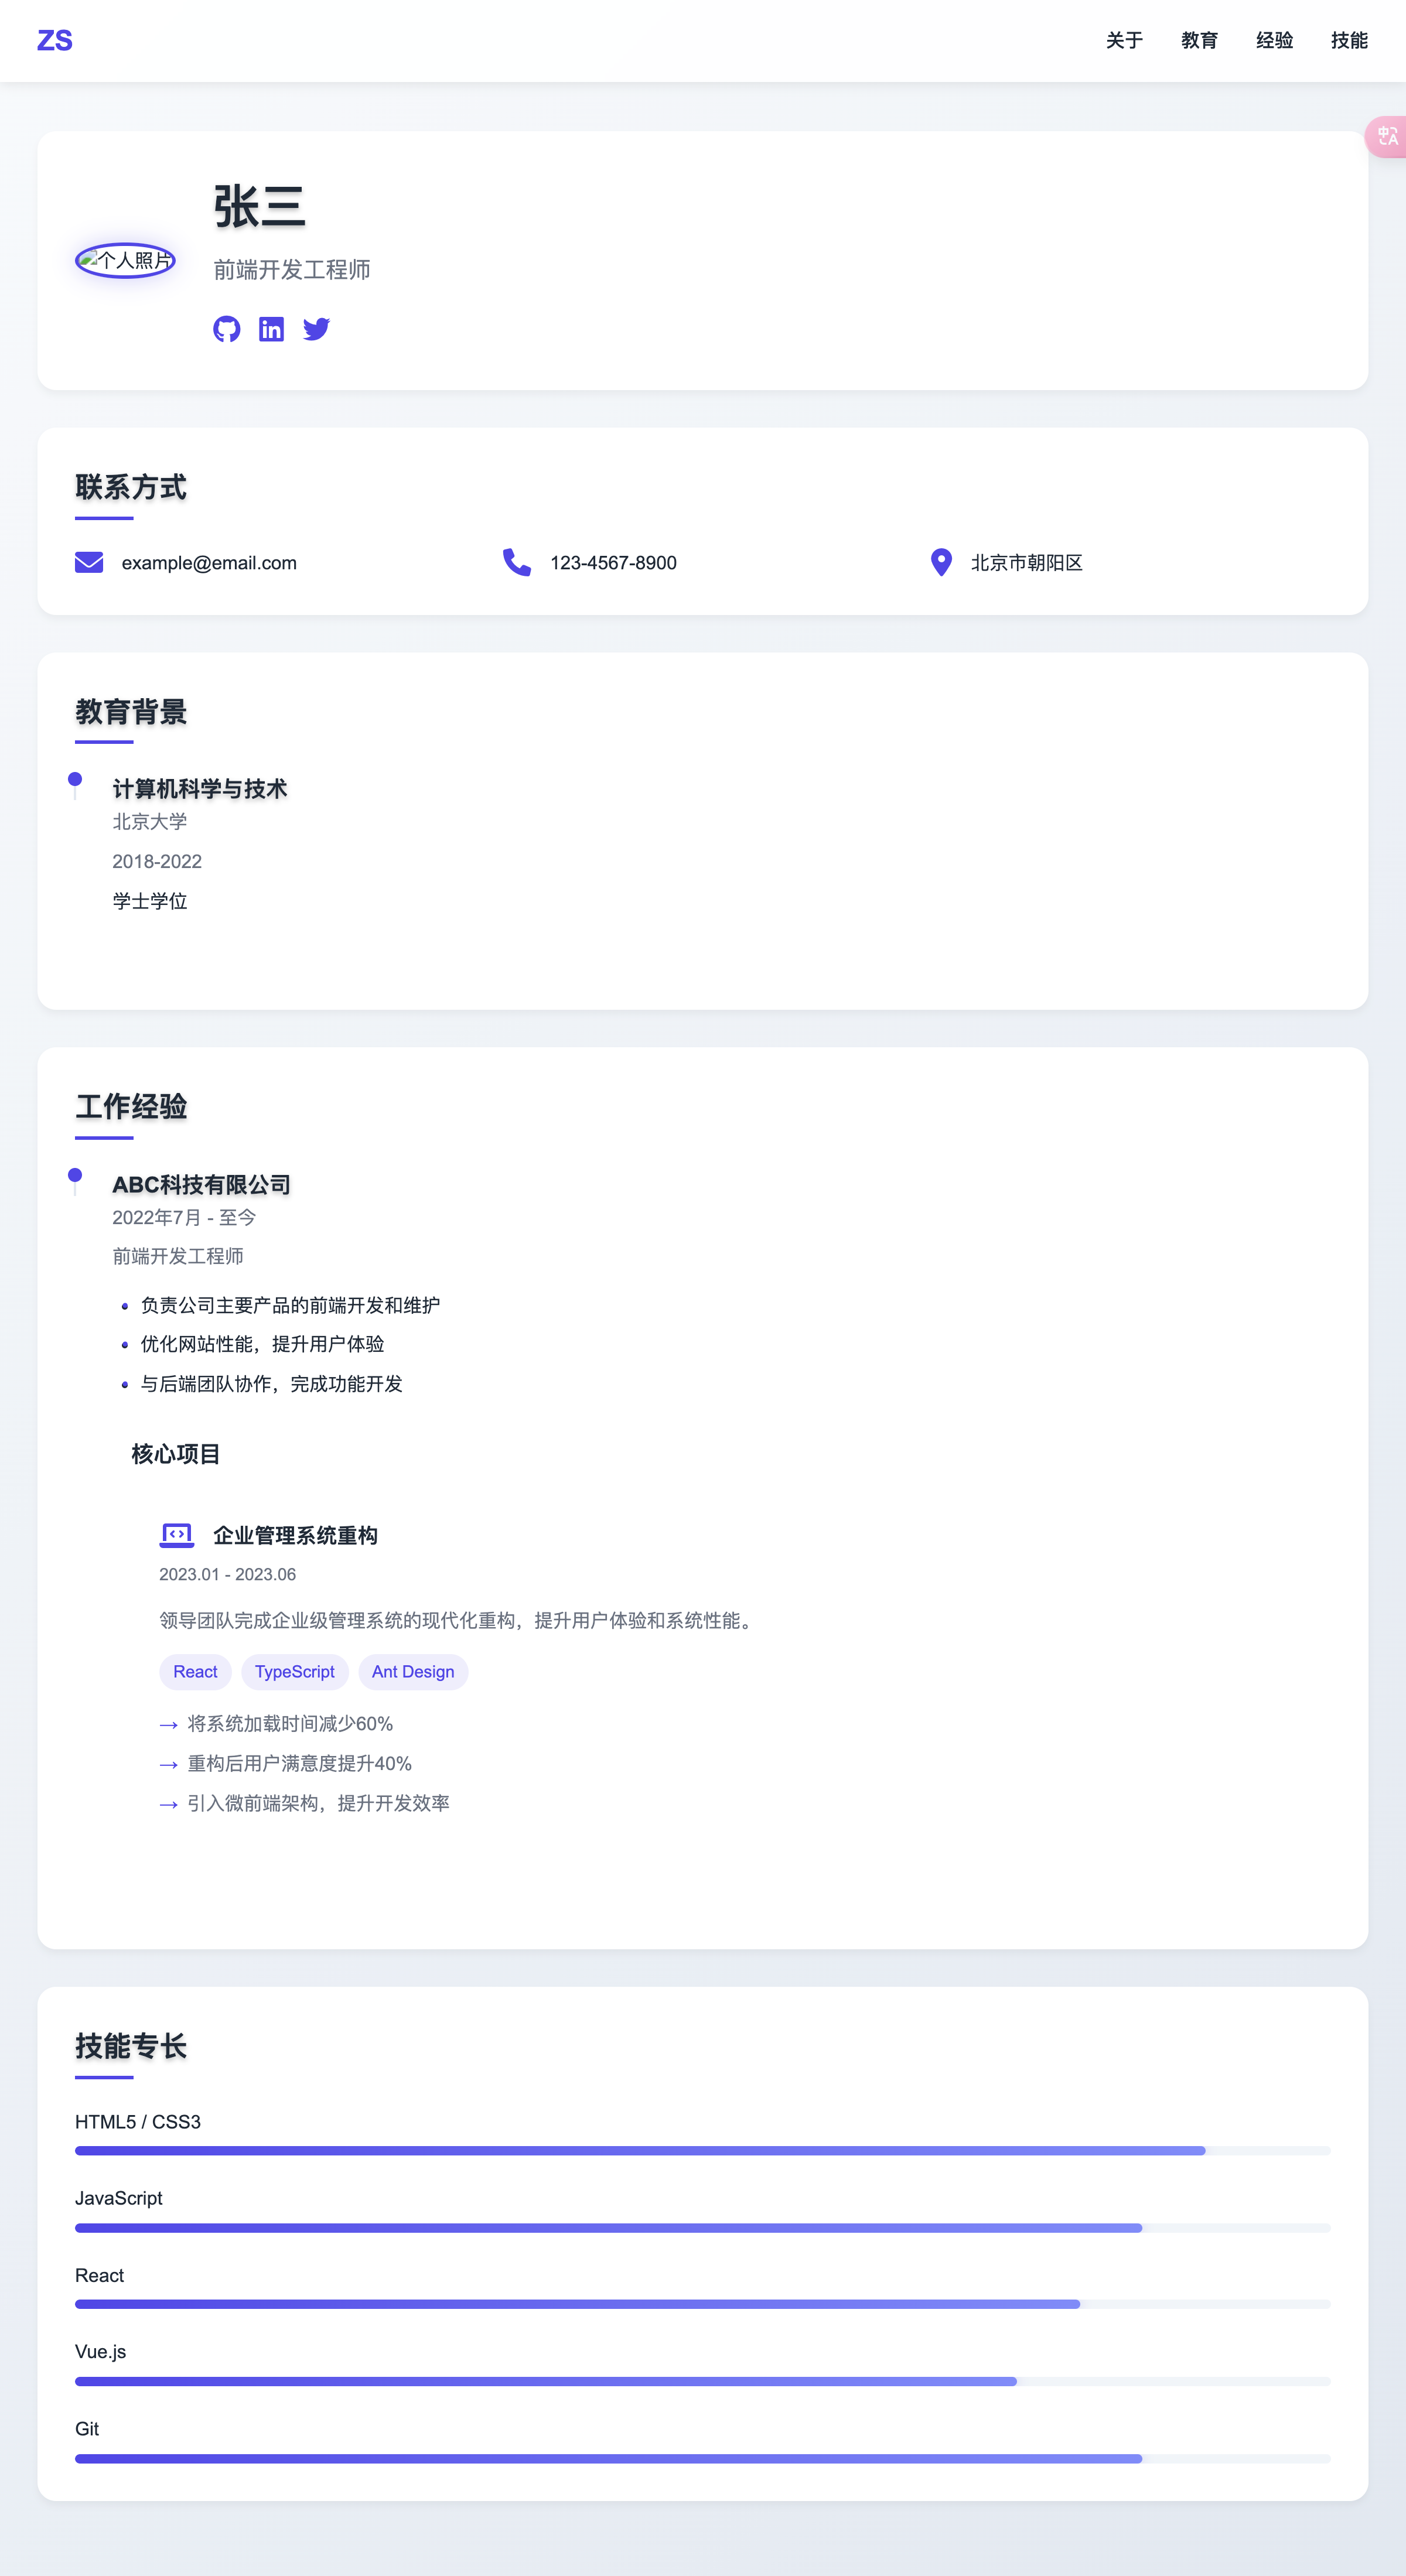 ZS
关于 教育 经验 技能
中A
张三
个人照片
前端开发工程师
联系方式
example@email.com 123-4567-8900 北京市朝阳区
教育背景
计算机科学与技术
北京大学
2018-2022
学士学位
工作经验
ABC科技有限公司
2022年7月 - 至今
前端开发工程师
负责公司主要产品的前端开发和维护
优化网站性能，提升用户体验
与后端团队协作，完成功能开发
核心项目
企业管理系统重构
2023.01 - 2023.06
领导团队完成企业级管理系统的现代化重构，提升用户体验和系统性能。
React TypeScript Ant Design
→ 将系统加载时间减少60%
→ 重构后用户满意度提升40%
→ 引入微前端架构，提升开发效率
技能专长
HTML5 / CSS3
JavaScript
React
Vue.js
Git